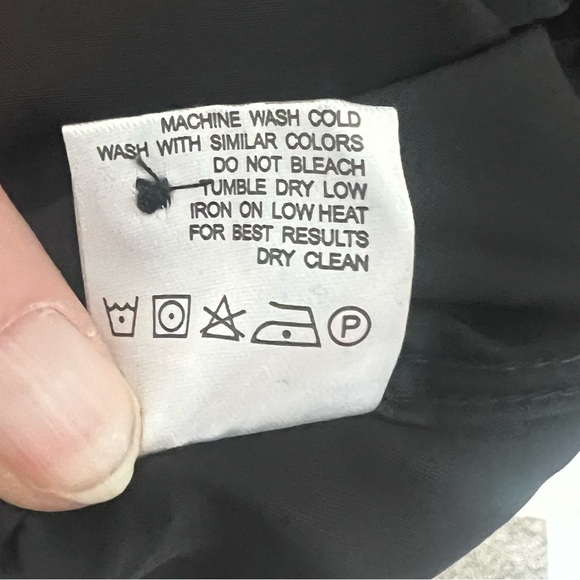 MACHINE WASH COLD
WASH WITH SIMILAR COLORS
DO NOT BLEACH
TUMBLE DRY LOW
IRON ON LOW HEAT
FOR BEST RESULTS
DRY CLEAN
P